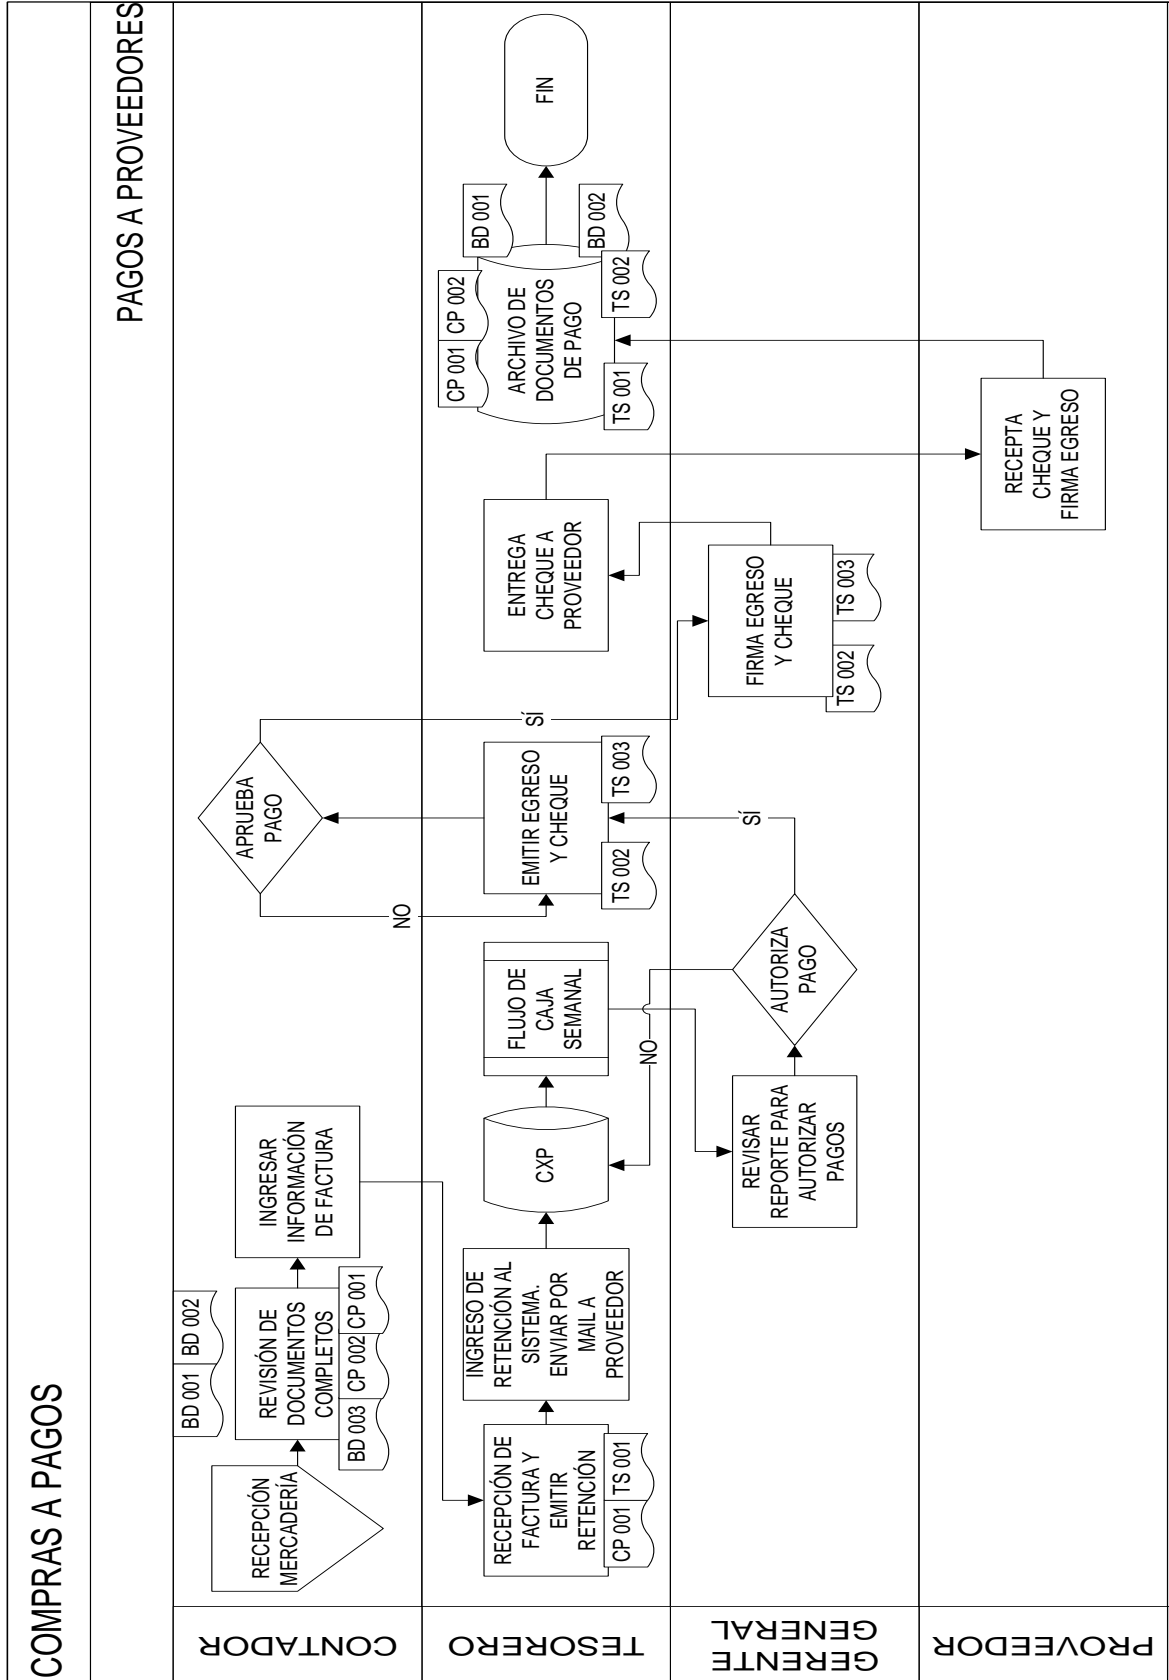 COMPRAS A PAGOS
PAGOS A PROVEEDORES
CONTADOR
RECEPCIÓN
MERCADERÍA
BD 001
BD 002
REVISIÓN DE
DOCUMENTOS
COMPLETOS
BD 003
CP 002
CP 001
INGRESAR
INFORMACIÓN
DE FACTURA
APRUEBA
PAGO
NO
SÍ
TESORERO
RECEPCIÓN DE
FACTURA Y
EMITIR
RETENCIÓN
CP 001
TS 001
INGRESO DE
RETENCIÓN AL
SISTEMA.
ENVIAR POR
MAIL A
PROVEEDOR
CXP
FLUJO DE
CAJA
SEMANAL
EMITIR EGRESO
Y CHEQUE
TS 002
TS 003
ENTREGA
CHEQUE A
PROVEEDOR
CP 001
CP 002
BD 001
ARCHIVO DE
DOCUMENTOS
DE PAGO
TS 001
TS 002
BD 002
FIN
GERENTE
GENERAL
REVISAR
REPORTE PARA
AUTORIZAR
PAGOS
NO
AUTORIZA
PAGO
SÍ
FIRMA EGRESO
Y CHEQUE
TS 002
TS 003
PROVEEDOR
RECEPTA
CHEQUE Y
FIRMA EGRESO